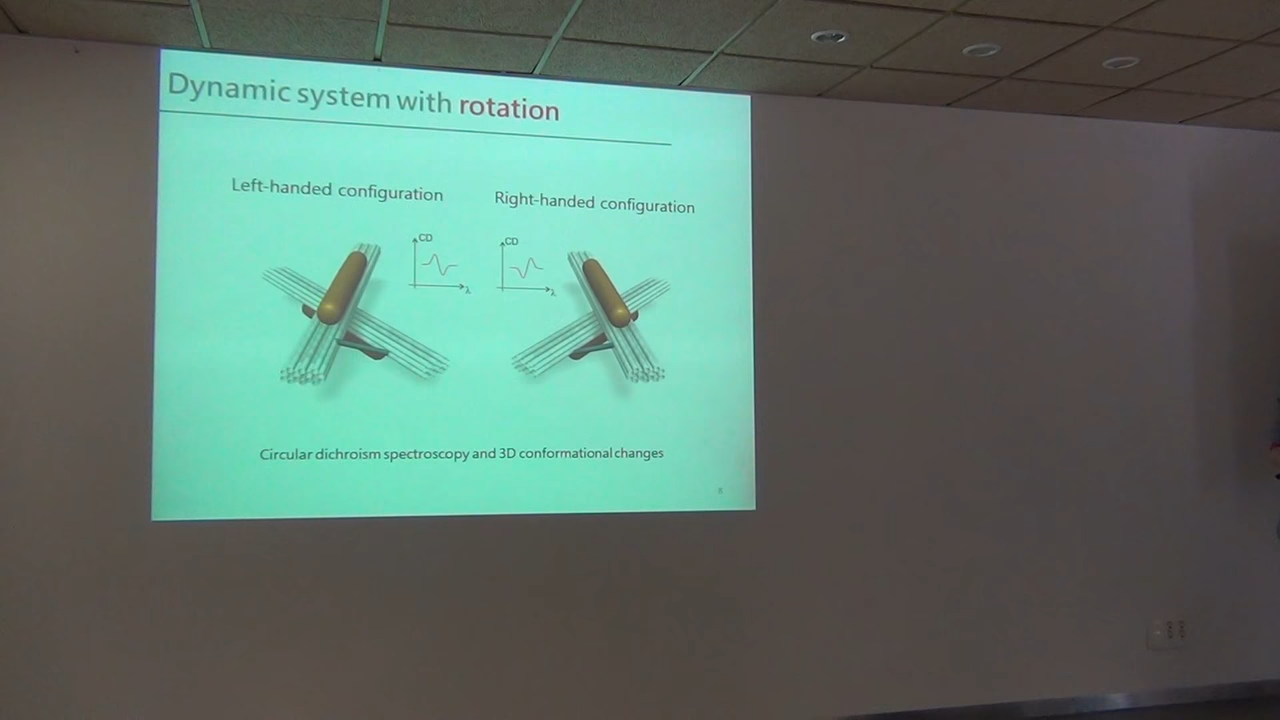 Dynamic system with rotation
Left-handed configuration
Right-handed configuration
CD
λ
CD
λ
Circular dichroism spectroscopy and 3D conformational changes